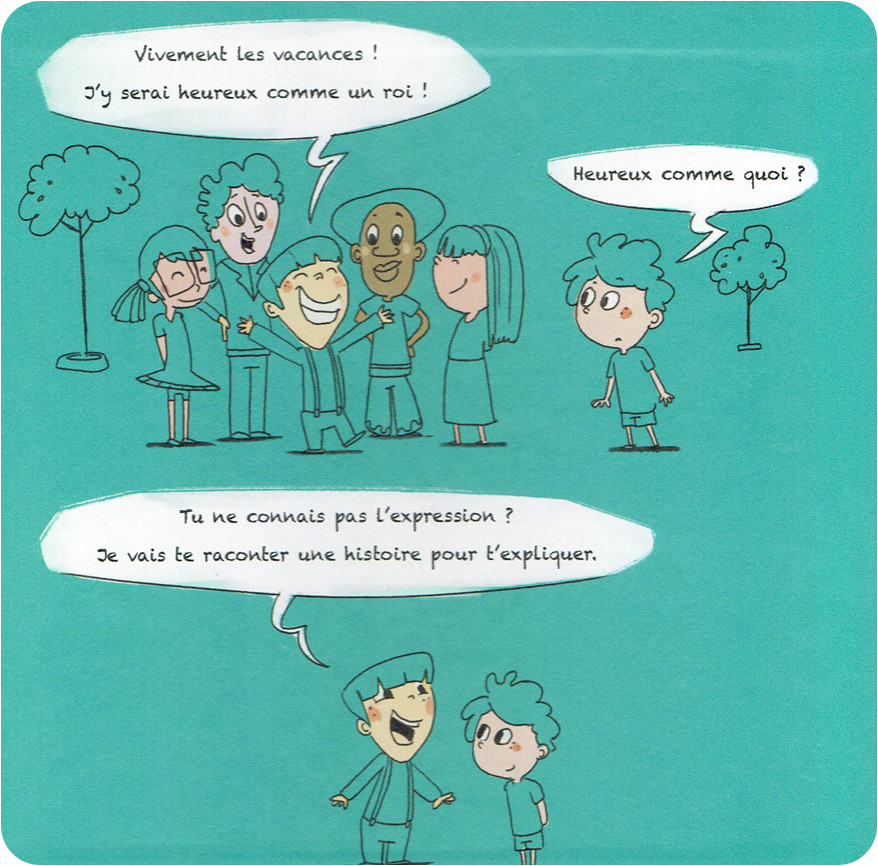 Vivement les vacances !
J'y serai heureux comme un roi !
Heureux comme quoi ?
Tu ne connais pas l'expression ?
Je vais te raconter une histoire pour t'expliquer.